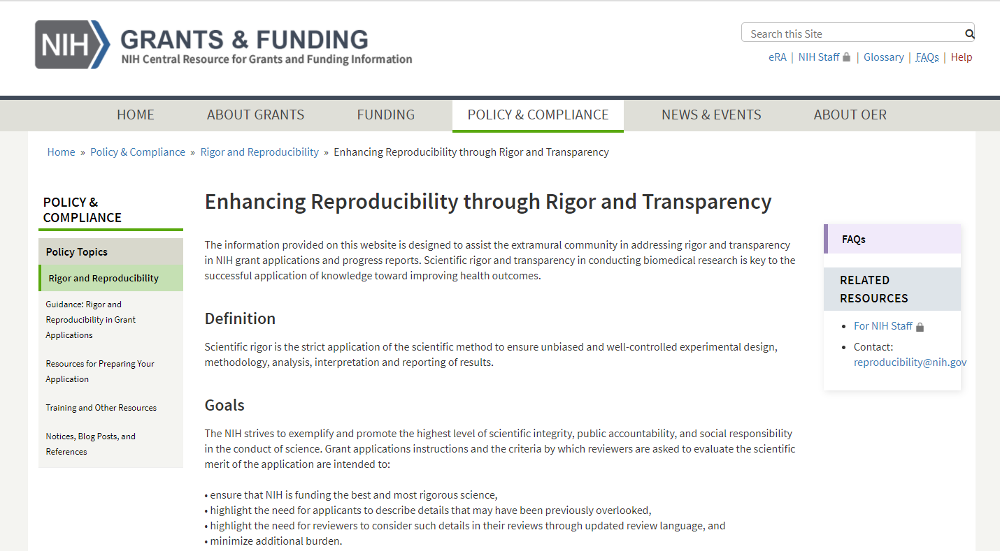 NIH GRANTS & FUNDING
NIH Central Resource for Grants and Funding Information
Search this Site
eRA | NIH Staff | Glossary | FAQs | Help
HOME ABOUT GRANTS FUNDING POLICY & COMPLIANCE NEWS & EVENTS ABOUT OER
Home » Policy & Compliance » Rigor and Reproducibility » Enhancing Reproducibility through Rigor and Transparency
POLICY &
COMPLIANCE
Policy Topics
Rigor and Reproducibility
Guidance: Rigor and
Reproducibility in Grant
Applications
Resources for Preparing Your
Application
Training and Other Resources
Notices, Blog Posts, and
References
Enhancing Reproducibility through Rigor and Transparency
The information provided on this website is designed to assist the extramural community in addressing rigor and transparency
in NIH grant applications and progress reports. Scientific rigor and transparency in conducting biomedical research is key to the
successful application of knowledge toward improving health outcomes.
Definition
Scientific rigor is the strict application of the scientific method to ensure unbiased and well-controlled experimental design,
methodology, analysis, interpretation and reporting of results.
Goals
The NIH strives to exemplify and promote the highest level of scientific integrity, public accountability, and social responsibility
in the conduct of science. Grant applications instructions and the criteria by which reviewers are asked to evaluate the scientific
merit of the application are intended to:
• ensure that NIH is funding the best and most rigorous science,
• highlight the need for applicants to describe details that may have been previously overlooked,
• highlight the need for reviewers to consider such details in their reviews through updated review language, and
• minimize additional burden.
FAQs
RELATED
RESOURCES
• For NIH Staff
• Contact:
reproducibility@nih.gov